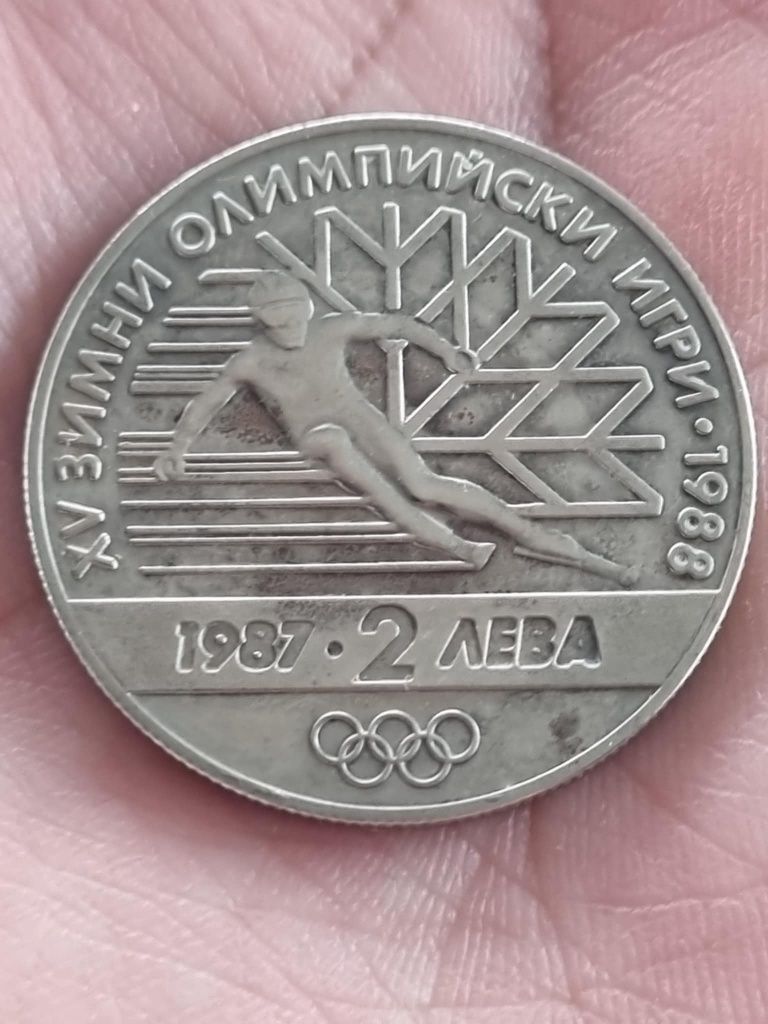 XV ЗИМНИ ОЛИМПИЙСКИ ИГРИ · 1988
1987 · 2 ЛЕВА